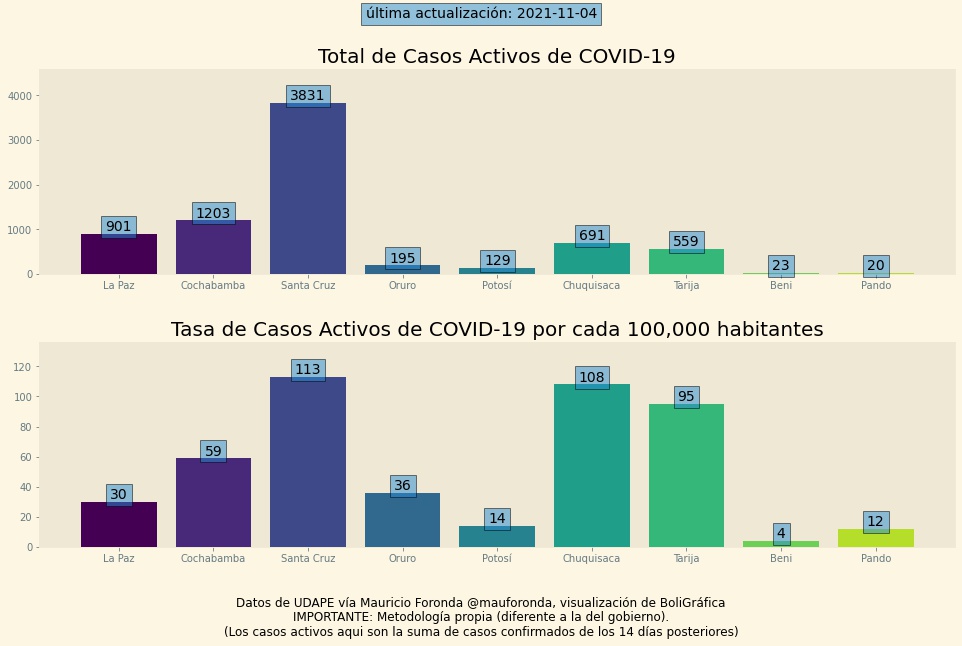 última actualización: 2021-11-04
Total de Casos Activos de COVID-19
4000
3000
2000
1000
0
901
1203
3831
195
129
691
559
23
20
La Paz
Cochabamba
Santa Cruz
Oruro
Potosí
Chuquisaca
Tarija
Beni
Pando
Tasa de Casos Activos de COVID-19 por cada 100,000 habitantes
120
100
80
60
40
20
0
30
59
113
36
14
108
95
4
12
La Paz
Cochabamba
Santa Cruz
Oruro
Potosí
Chuquisaca
Tarija
Beni
Pando
Datos de UDAPE vía Mauricio Foronda @mauforonda, visualización de BoliGráfica
IMPORTANTE: Metodología propia (diferente a la del gobierno).
(Los casos activos aqui son la suma de casos confirmados de los 14 días posteriores)